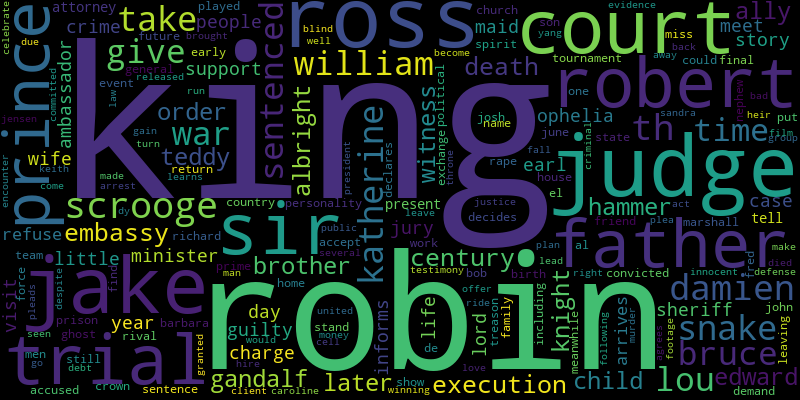 king
robin
judge
court
ross
father
robert
jake
trial
sir
prince
scrooge
william
katherine
sentenced
take
give
war
teddy
order
support
death
witness
albright
ambassador
embassy
minister
little
brother
century
gandalf
later
execution
guilty
charge
year
day
life
lord
knight
child
lou
edward
bruce
snake
damien
sheriff
hammer
time
th
earl
ophelia
maid
ally
meet
story
case
tell
jury
present
informs
arrives
visit
refuse
wife
crime
people
attorney
played
church
spirit
tournament
miss
son
yang
evidence
blind
well
become
back
away
could
final
future
brought
early
general
released
event
run
law
gain
turn
return
learns
committed
celebrate
due
jensen
encounter
keith
come
made
arrest
dy
country
personality
president
declares
exchange
political
name
josh
june
rape
fall
house
state
criminal
sandra
one
nephew
bad
heir
put
film
group
throne
justice
decides
el
friend
plea
act
marshall
richard
public
accept
several
leave
work
prime
man
home
united
stand
money
would
cell
hire
testimony
bob
birth
plan
lead
al
offer
ride
treason
family
love
including
meanwhile
right
convicted
following
murder
agrees
footage
innocent
died
make
defense
fred
john
leaving
demand
team
force
pleads
despite
find
prison
barbara
ghost
rival
seen
men
go
still
debt
crown
accused
sentence
granted
client
caroline
show
winning
de